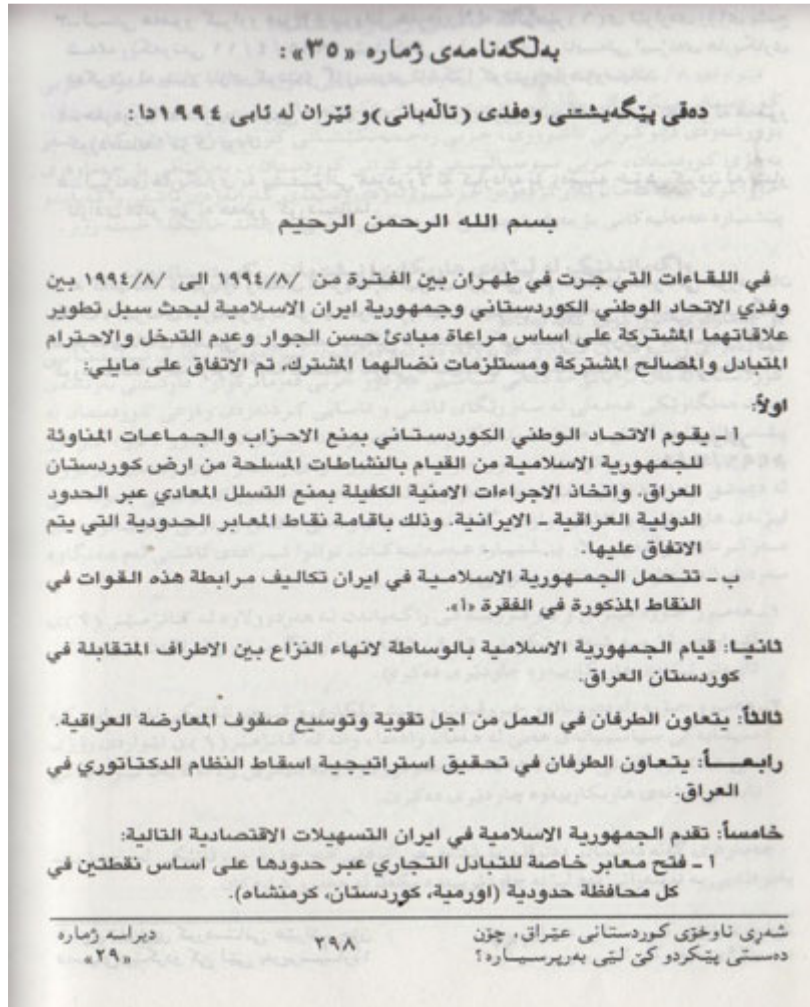 بەلگەنامەی ژمارە «٣٥»:
دەقی پێگەیشتنی وەفدی (تاڵەبانی)و ئێران لە ئابی ١٩٩٤دا:
بسم الله الرحمن الرحيم
في اللقاءات التي جرت في طهران بين الفترة من /١٩٩٤/٨ الى /١٩٩٤/٨ بين
وفدي الاتحاد الوطني الكوردستاني وجمهورية ايران الاسلامية لبحث سبل تطوير
علاقاتهما المشتركة على اساس مراعاة مبادئ حسن الجوار وعدم التدخل والاحترام
المتبادل والمصالح المشتركة ومستلزمات نضالهما المشترك، تم الاتفاق على مايلي:
اولاً:
أ ـ يقوم الاتحاد الوطني الكوردستاني بمنع الاحزاب والجماعات المناوئة
للجمهورية الاسلامية من القيام بالنشاطات المسلحة من ارض كوردستان
العراق. واتخاذ الاجراءات الامنية الكفيلة بمنع التسلل المعادي عبر الحدود
الدولية العراقية ـ الايرانية. وذلك باقامة نقاط المعابر الحدودية التي يتم
الاتفاق عليها.
ب ـ تتحمل الجمهورية الاسلامية في ايران تكاليف مرابطة هذه القوات في
النقاط المذكورة في الفقرة «أ».
ثانيا: قيام الجمهورية الاسلامية بالوساطة لانهاء النزاع بين الاطراف المتقابلة في
كوردستان العراق.
ثالثاً: يتعاون الطرفان في العمل من اجل تقوية وتوسيع صفوف المعارضة العراقية.
رابعــــاً: يتعاون الطرفان في تحقيق استراتيجية اسقاط النظام الدكتاتوري في
العراق.
خامساً: تقدم الجمهورية الاسلامية في ايران التسهيلات الاقتصادية التالية:
١ ـ فتح معابر خاصة للتبادل التجاري عبر حدودها على اساس نقطتين في
كل محافظة حدودية (اورمية، كوردستان، كرمنشاه).
شەڕی ناوخۆی کوردستانی عێراق، چۆن
دەستی پێکردو کێ لێی بەرپرسیـــارە؟
٢٩٨
دیراسە ژمارە
«٢٩»